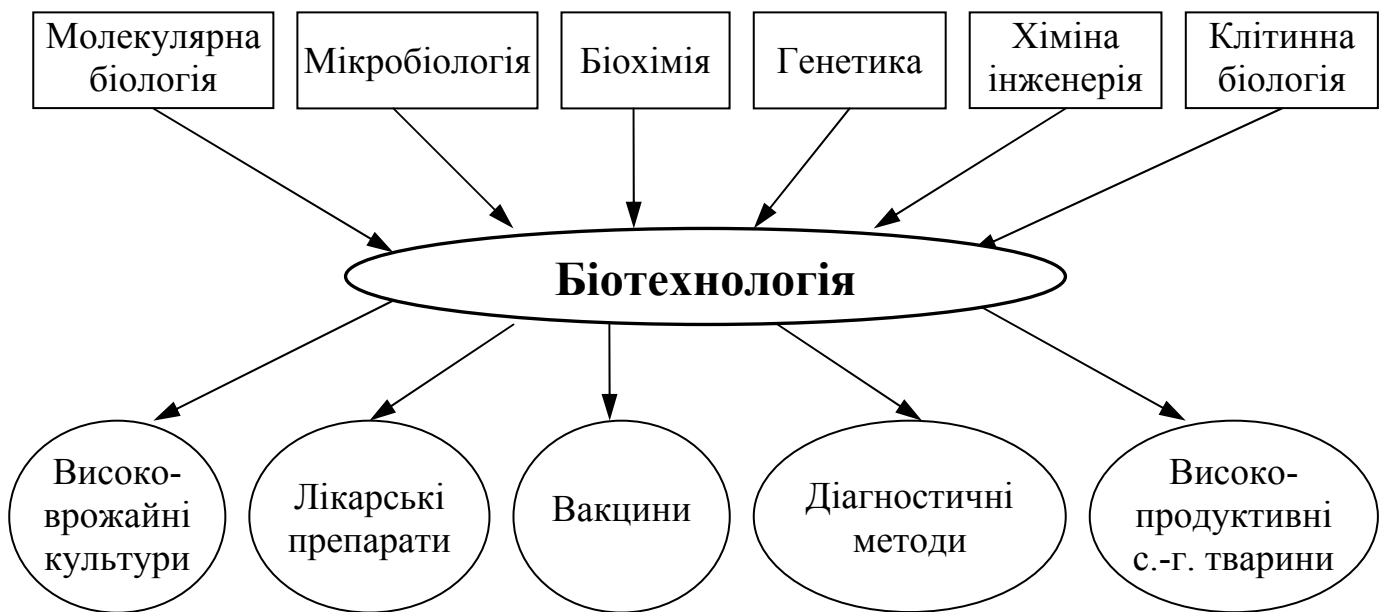 Молекулярна
біологія
Мікробіологія
Біохімія
Генетика
Хіміна
інженерія
Клітинна
біологія
Біотехнологія
Високо-
врожайні
культури
Лікарські
препарати
Вакцини
Діагностичні
методи
Високо-
продуктивні
с.-г. тварини